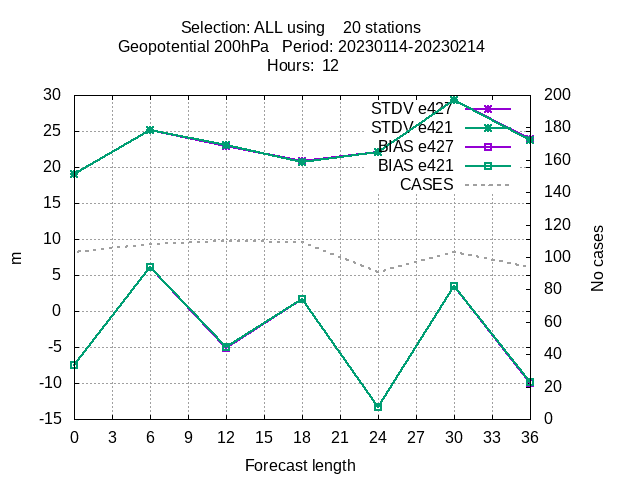 Selection: ALL using    20 stations
Geopotential 200hPa   Period: 20230114-20230214
Hours:  12
STDV e427
STDV e421
BIAS e427
BIAS e421
CASES
30
25
20
15
10
5
0
-5
-10
-15
200
180
160
140
120
100
80
60
40
20
0
m
No cases
0 3 6 9 12 15 18 21 24 27 30 33 36
Forecast length